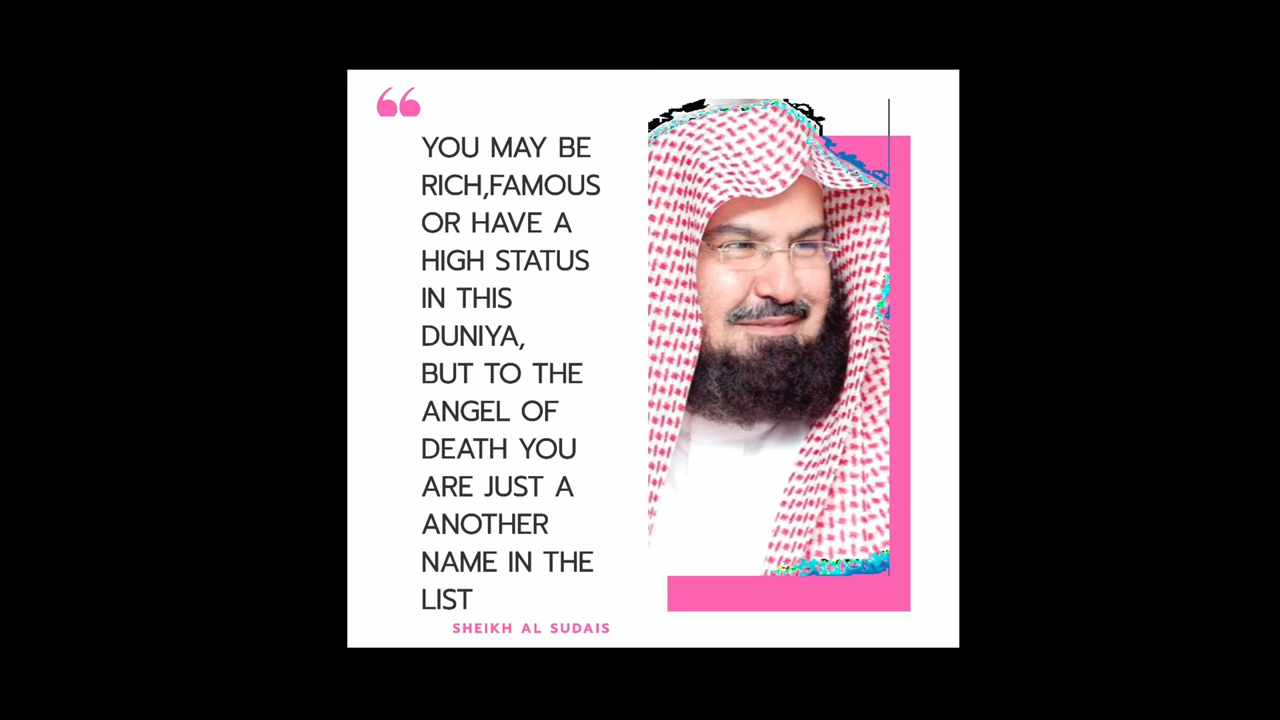 “
YOU MAY BE
RICH,FAMOUS
OR HAVE A
HIGH STATUS
IN THIS
DUNIYA,
BUT TO THE
ANGEL OF
DEATH YOU
ARE JUST A
ANOTHER
NAME IN THE
LIST
SHEIKH AL SUDAIS